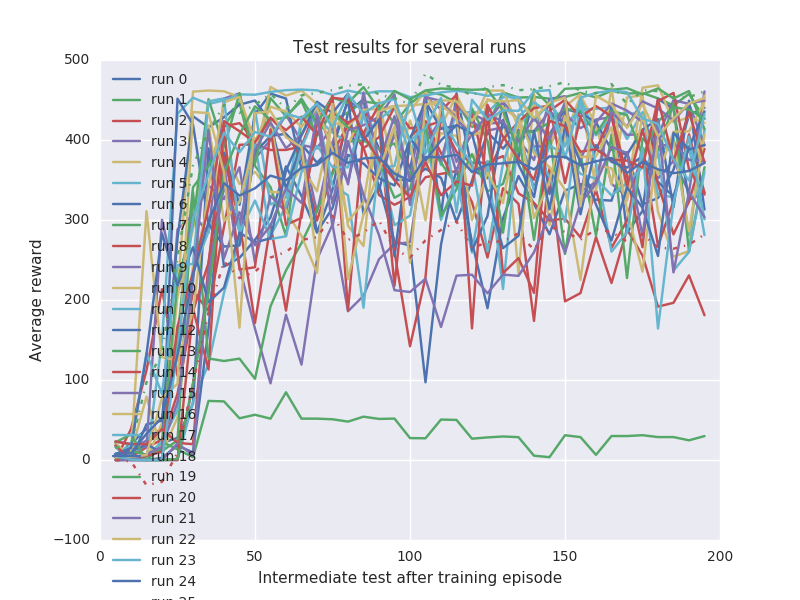 Test results for several runs
500
400
300
200
100
0
−100
0
50
100
150
200
Average reward
Intermediate test after training episode
run 0
run 1
run 2
run 3
run 4
run 5
run 6
run 7
run 8
run 9
run 10
run 11
run 12
run 13
run 14
run 15
run 16
run 17
run 18
run 19
run 20
run 21
run 22
run 23
run 24